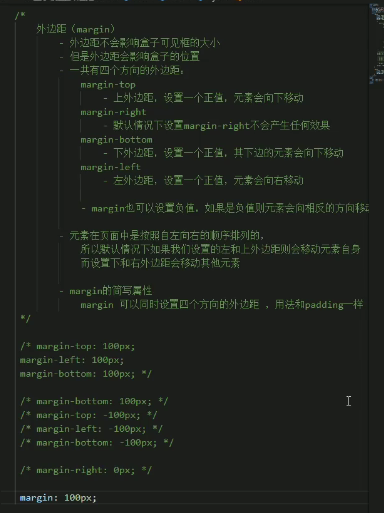 /*
外边距（margin）
- 外边距不会影响盒子可见框的大小
- 但是外边距会影响盒子的位置
- 一共有四个方向的外边距：
margin-top
- 上外边距，设置一个正值，元素会向下移动
margin-right
- 默认情况下设置margin-right不会产生任何效果
margin-bottom
- 下外边距，设置一个正值，其下边的元素会向下移动
margin-left
- 左外边距，设置一个正值，元素会向右移动
- margin也可以设置负值，如果是负值则元素会向相反的方向移动
- 元素在页面中是按照自左向右的顺序排列的，
所以默认情况下如果我们设置的左和上外边距则会移动元素自身
而设置下和右外边距会移动其他元素
- margin的简写属性
margin 可以同时设置四个方向的外边距 ，用法和padding一样
*/
/* margin-top: 100px;
margin-left: 100px;
margin-bottom: 100px; */
/* margin-bottom: 100px; */
/* margin-top: -100px; */
/* margin-left: -100px; */
/* margin-bottom: -100px; */
/* margin-right: 0px; */
margin: 100px;